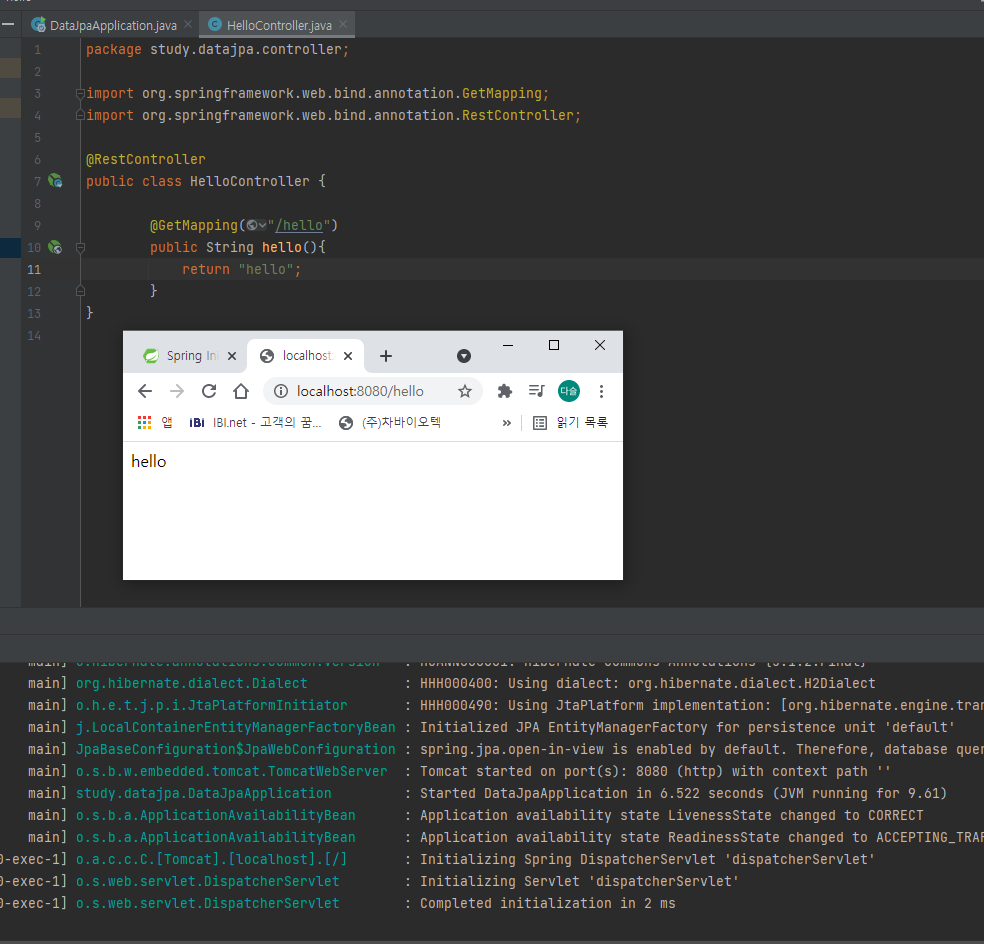 DataJpaApplication.java HelloController.java
1 package study.datajpa.controller;
2
3 import org.springframework.web.bind.annotation.GetMapping;
4 import org.springframework.web.bind.annotation.RestController;
5
6 @RestController
7 public class HelloController {
8
9 @GetMapping("/hello")
10 public String hello(){
11 return "hello";
12 }
13 }
14
Spring In localhost:
localhost:8080/hello 다슬
앱 IBI IBI.net - 고객의 꿈... (주)차바이오텍 » 읽기 목록
hello
main] org.hibernate.dialect.Dialect : HHH000400: Using dialect: org.hibernate.dialect.H2Dialect
main] o.h.e.t.j.p.i.JtaPlatformInitiator : HHH000490: Using JtaPlatform implementation: [org.hibernate.engine.tran
main] j.LocalContainerEntityManagerFactoryBean : Initialized JPA EntityManagerFactory for persistence unit 'default'
main] JpaBaseConfiguration$JpaWebConfiguration : spring.jpa.open-in-view is enabled by default. Therefore, database quer
main] o.s.b.w.embedded.tomcat.TomcatWebServer : Tomcat started on port(s): 8080 (http) with context path ''
main] study.datajpa.DataJpaApplication : Started DataJpaApplication in 6.522 seconds (JVM running for 9.61)
main] o.s.b.a.ApplicationAvailabilityBean : Application availability state LivenessState changed to CORRECT
main] o.s.b.a.ApplicationAvailabilityBean : Application availability state ReadinessState changed to ACCEPTING_TRAF
0-exec-1] o.a.c.c.C.[Tomcat].[localhost].[/] : Initializing Spring DispatcherServlet 'dispatcherServlet'
0-exec-1] o.s.web.servlet.DispatcherServlet : Initializing Servlet 'dispatcherServlet'
0-exec-1] o.s.web.servlet.DispatcherServlet : Completed initialization in 2 ms